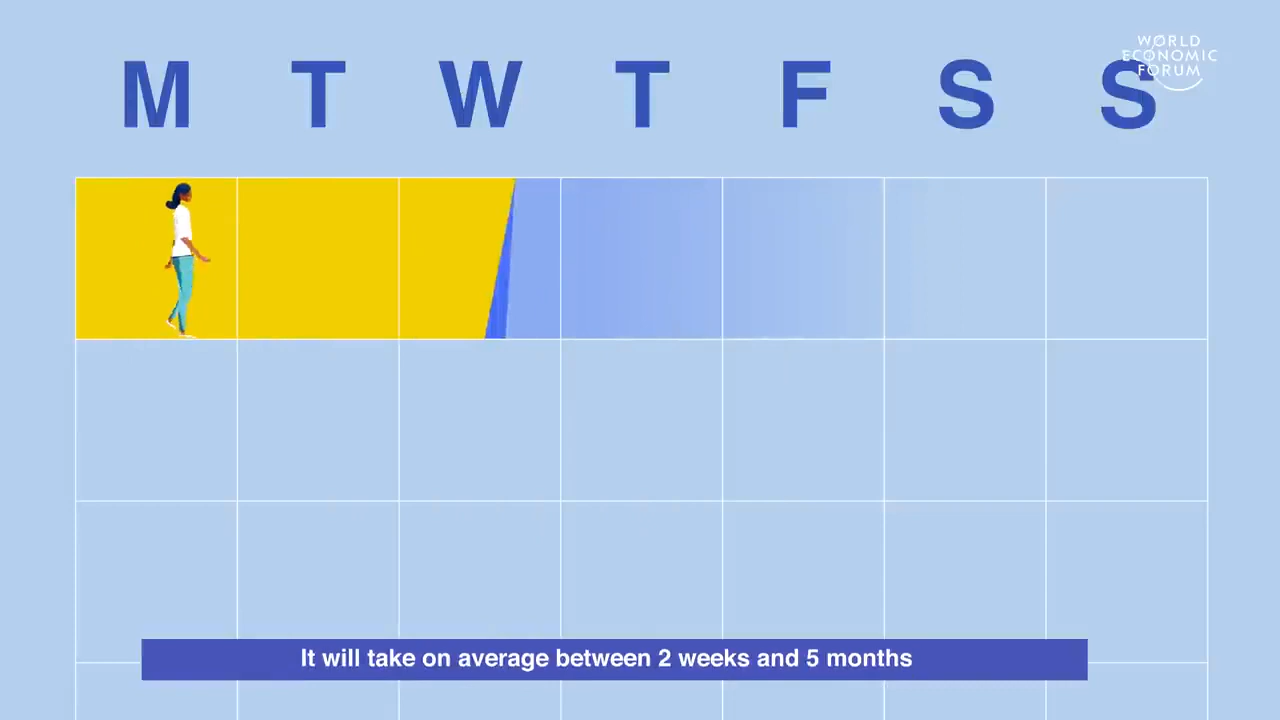 WORLD
ECONOMIC
FORUM
M T W T F S S
It will take on average between 2 weeks and 5 months